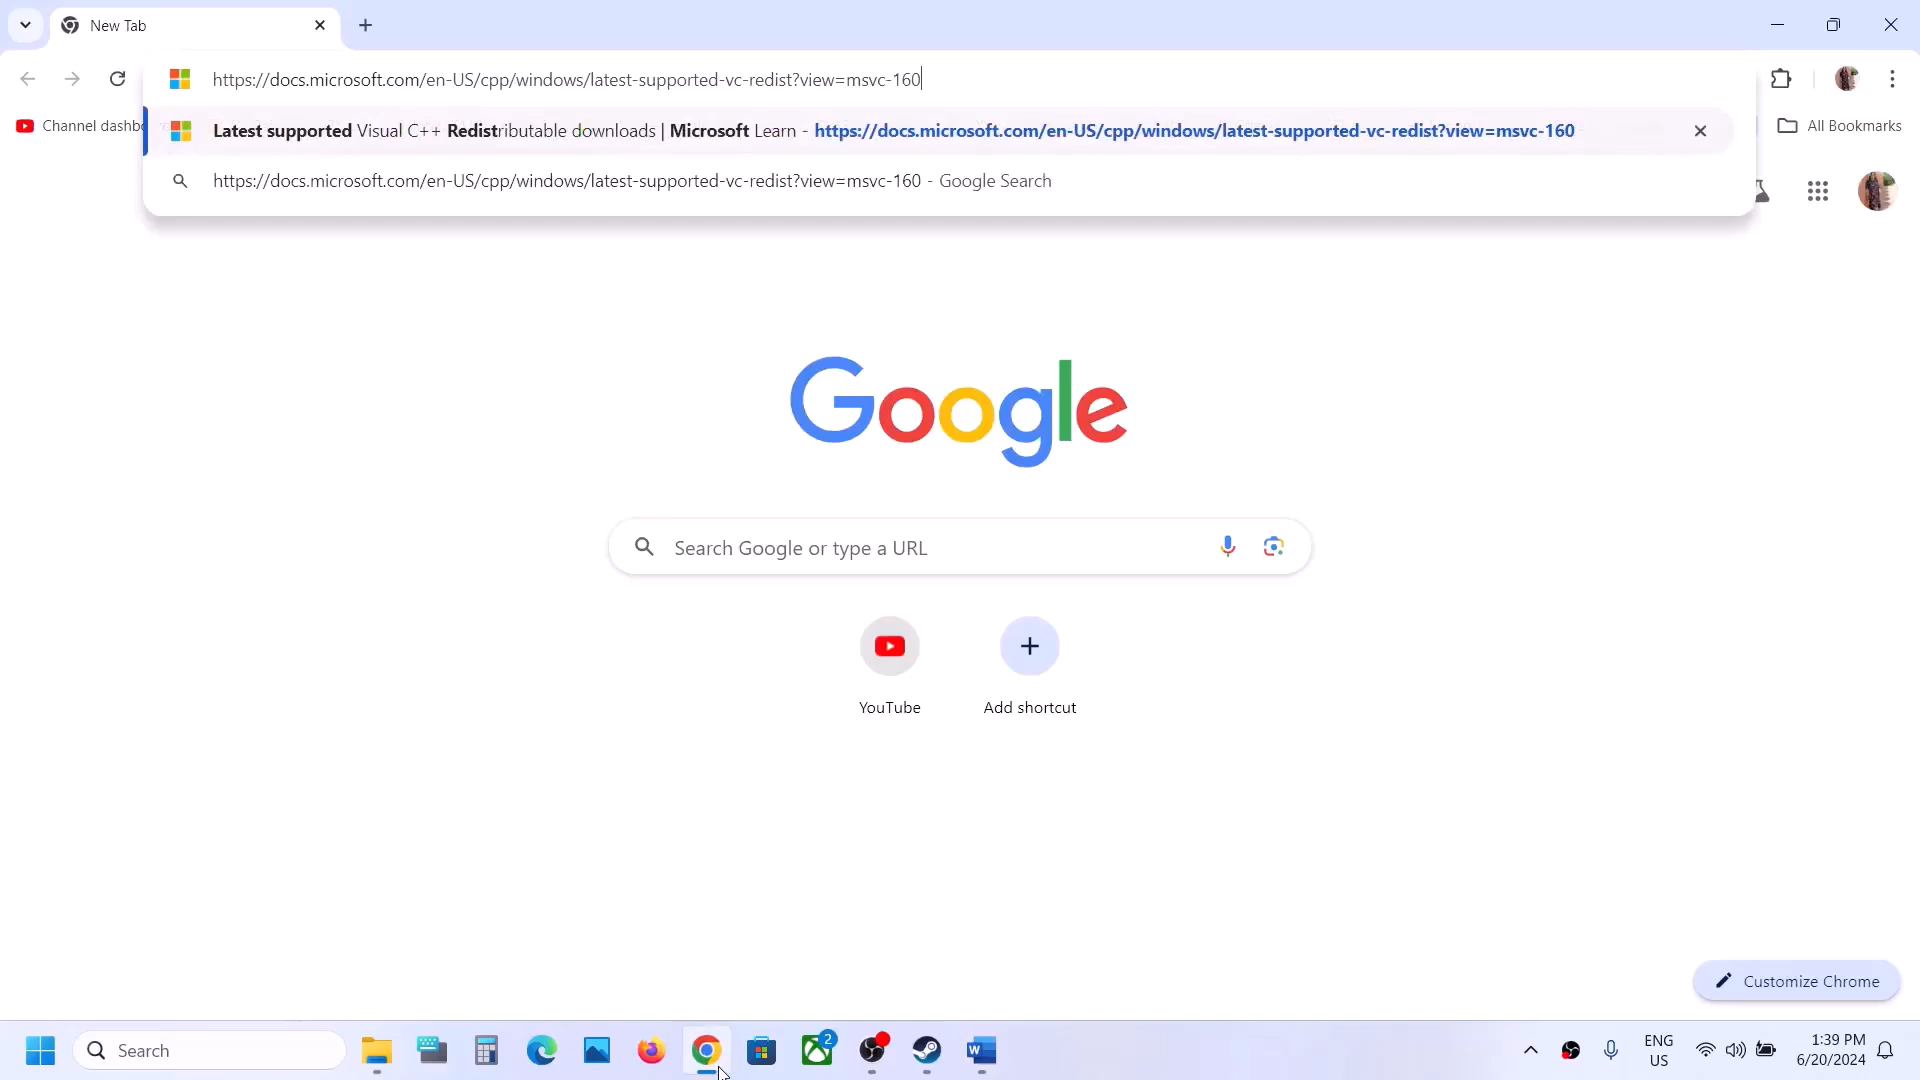 New Tab
https://docs.microsoft.com/en-US/cpp/windows/latest-supported-vc-redist?view=msvc-160
Channel dashbo
Latest supported Visual C++ Redistributable downloads | Microsoft Learn - https://docs.microsoft.com/en-US/cpp/windows/latest-supported-vc-redist?view=msvc-160
All Bookmarks
https://docs.microsoft.com/en-US/cpp/windows/latest-supported-vc-redist?view=msvc-160 - Google Search
Google
Search Google or type a URL
YouTube
Add shortcut
Customize Chrome
Search
2
ENG
US
1:39 PM
6/20/2024